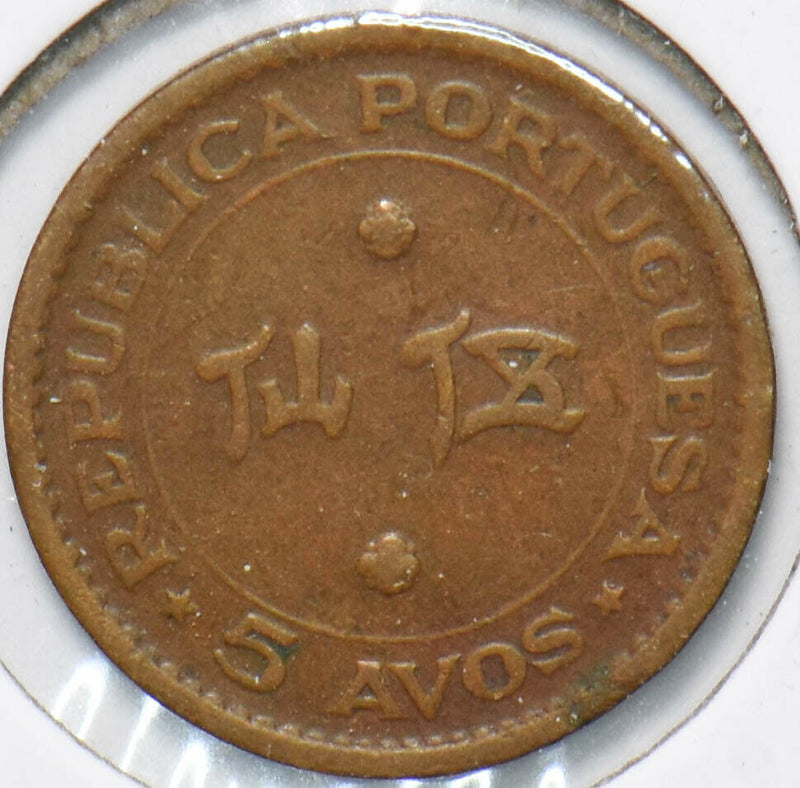 REPUBLICA PORTUGUESA
伍仙
★ 5 AVOS ★